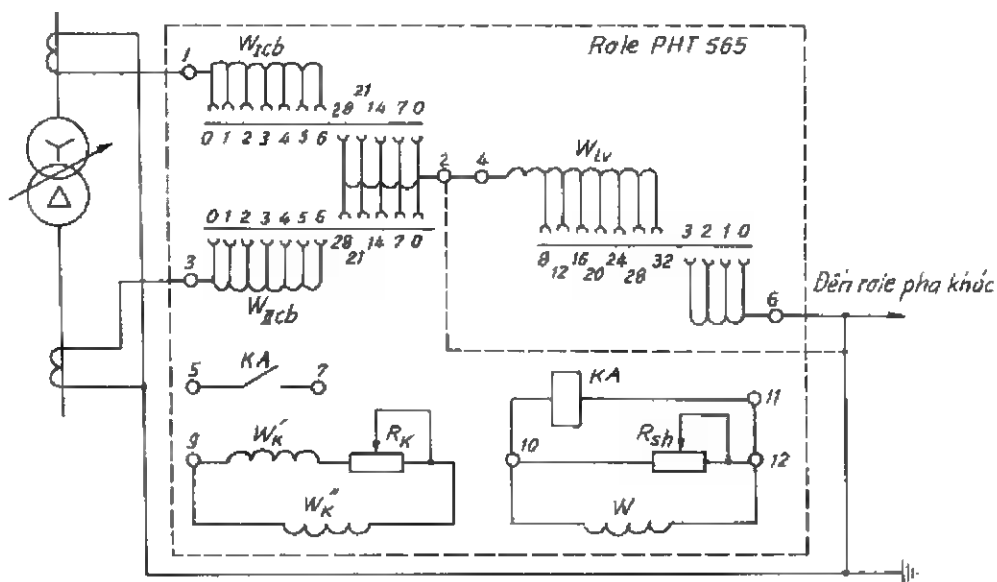 Rơle PHT 565
W_Icb
1
21
28 14 7 0
0 1 2 3 4 5 6
2 4
W_lv
0 1 2 3 4 5 6
28 14 7 0
21
3 2 1 0
8 16 24 32
12 20 28
3
W_IIcb
6
Đến rơle pha khác
5 KA 7
KA
11
9
W'_K
R_K
10
R_sh
12
W''_K
W
Y
Δ